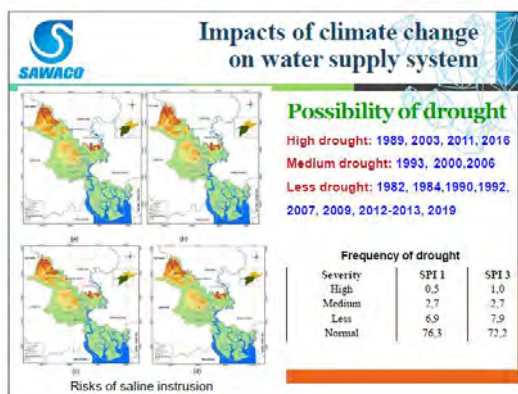 SAWACO
Impacts of climate change
on water supply system
Possibility of drought
High drought: 1989, 2003, 2011, 2016
Medium drought: 1993, 2000,2006
Less drought: 1982, 1984,1990,1992,
2007, 2009, 2012-2013, 2019
(a)
(b)
(c)
(d)
Risks of saline instrusion
Frequency of drought
Severity SPI 1 SPI 3
High 0,5 1,0
Medium 2,7 2,7
Less 6,9 7,9
Normal 76,3 72,2